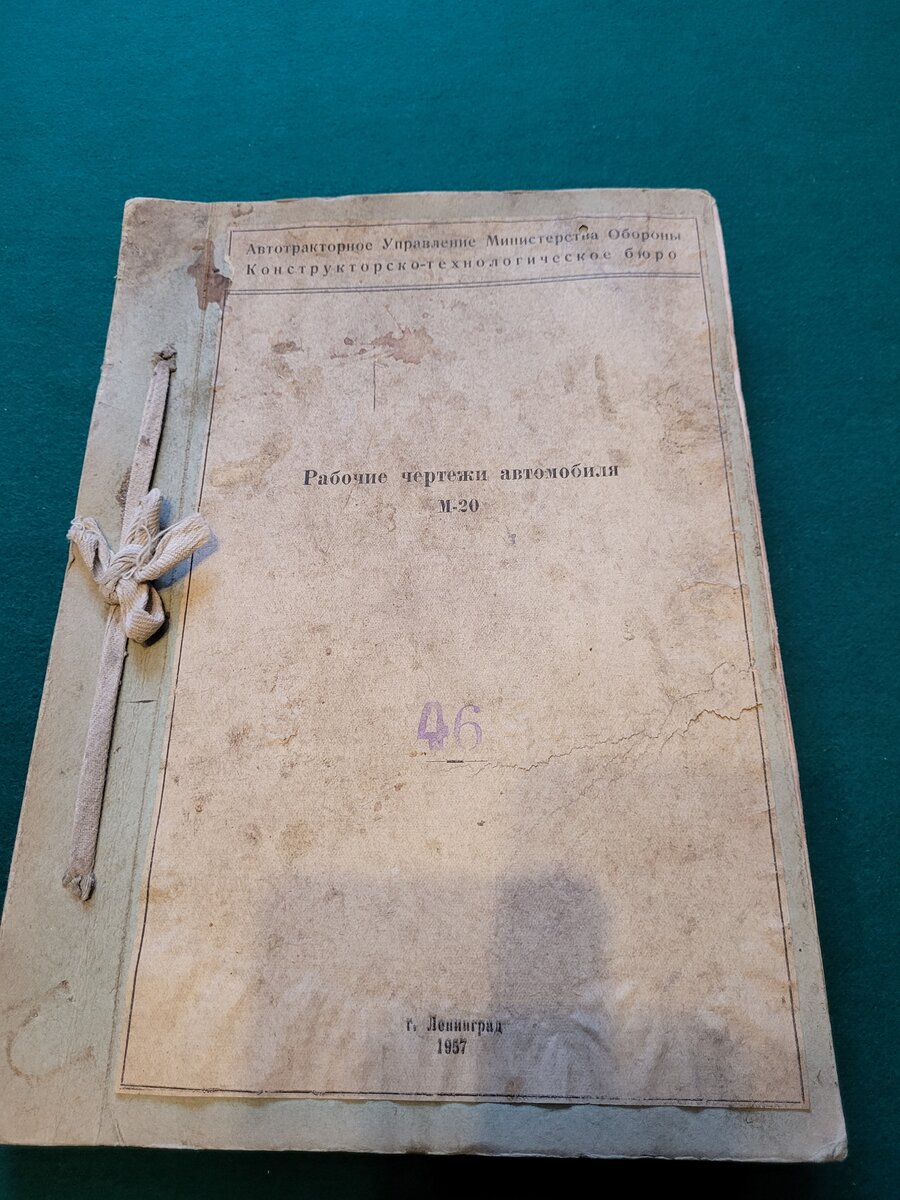 Автотракторное Управление Министерства Обороны
Конструкторско-технологическое бюро
Рабочие чертежи автомобиля
М-20
46
г. Ленинград
1957